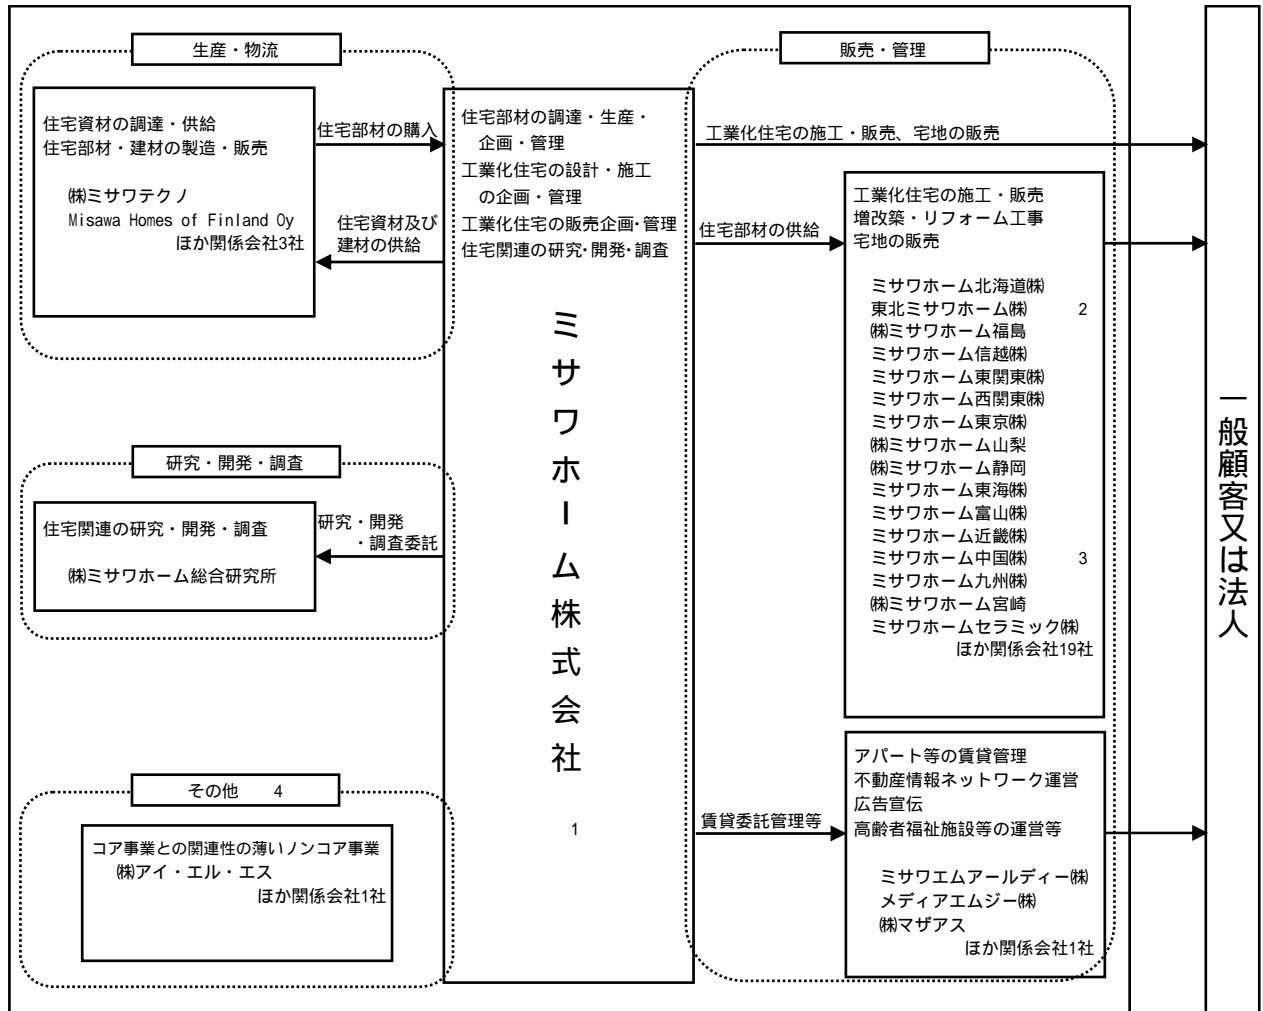 生産・物流
住宅資材の調達・供給
住宅部材・建材の製造・販売
㈱ミサワテクノ
Misawa Homes of Finland Oy
ほか関係会社3社
住宅部材の購入
住宅資材及び
建材の供給
研究・開発・調査
住宅関連の研究・開発・調査
㈱ミサワホーム総合研究所
研究・開発
・調査委託
その他 4
コア事業との関連性の薄いノンコア事業
㈱アイ・エル・エス
ほか関係会社1社
住宅部材の調達・生産・
企画・管理
工業化住宅の設計・施工
の企画・管理
工業化住宅の販売企画・管理
住宅関連の研究・開発・調査
ミサワホーム株式会社
1
販売・管理
工業化住宅の施工・販売、宅地の販売
住宅部材の供給
工業化住宅の施工・販売
増改築・リフォーム工事
宅地の販売
ミサワホーム北海道㈱
東北ミサワホーム㈱ 2
㈱ミサワホーム福島
ミサワホーム信越㈱
ミサワホーム東関東㈱
ミサワホーム西関東㈱
ミサワホーム東京㈱
㈱ミサワホーム山梨
㈱ミサワホーム静岡
ミサワホーム東海㈱
ミサワホーム富山㈱
ミサワホーム近畿㈱
ミサワホーム中国㈱ 3
ミサワホーム九州㈱
㈱ミサワホーム宮崎
ミサワホームセラミック㈱
ほか関係会社19社
賃貸委託管理等
アパート等の賃貸管理
不動産情報ネットワーク運営
広告宣伝
高齢者福祉施設等の運営等
ミサワエムアールディー㈱
メディアエムジー㈱
㈱マザアス
ほか関係会社1社
一般顧客又は法人